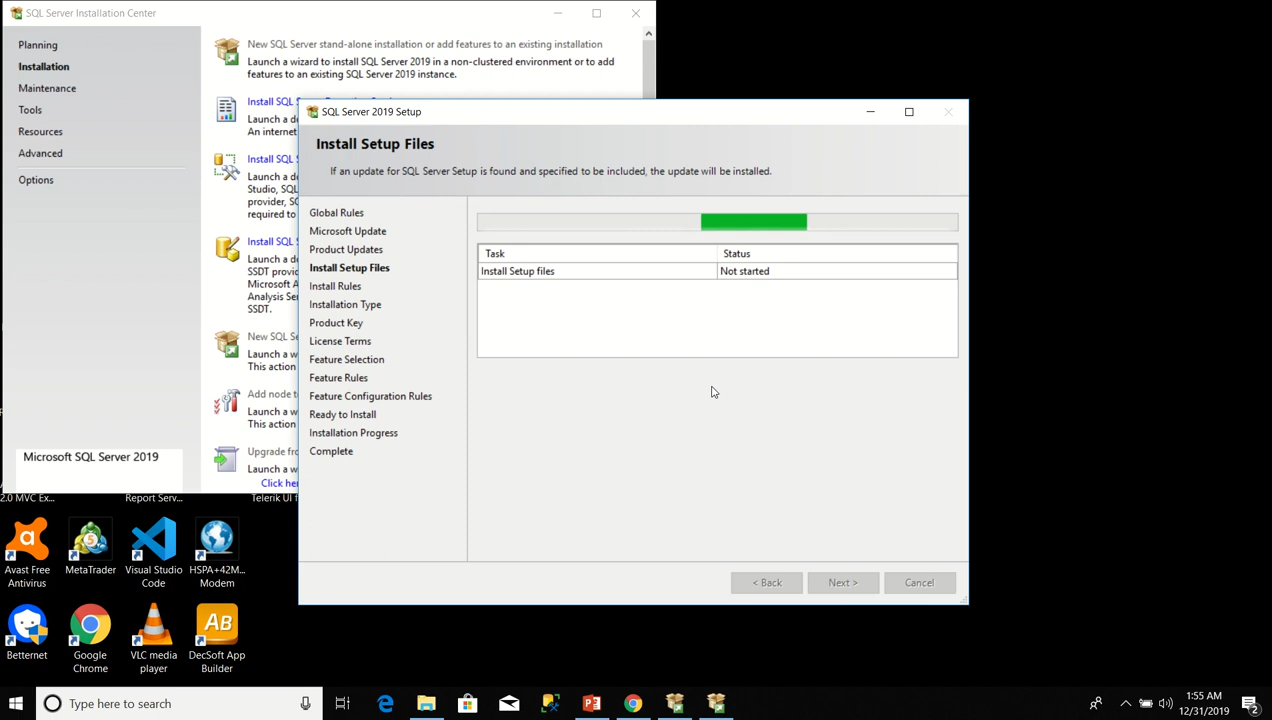 SQL Server Installation Center
Planning
Installation
Maintenance
Tools
Resources
Advanced
Options
Microsoft SQL Server 2019
New SQL Server stand-alone installation or add features to an existing installation
Launch a wizard to install SQL Server 2019 in a non-clustered environment or to add
features to an existing SQL Server 2019 instance.
Install SQL S
Launch a d
An internet
Install SQL S
Launch a d
Studio, SQL
provider, SC
required to
Install SQL S
Launch a d
SSDT provi
Microsoft A
Analysis Se
SSDT.
New SQL Se
Launch a w
This action
Add node t
Launch a w
This action
Upgrade fro
Launch a w
Click he
SQL Server 2019 Setup
Install Setup Files
If an update for SQL Server Setup is found and specified to be included, the update will be installed.
Global Rules
Microsoft Update
Product Updates
Install Setup Files
Install Rules
Installation Type
Product Key
License Terms
Feature Selection
Feature Rules
Feature Configuration Rules
Ready to Install
Installation Progress
Complete
Task Status
Install Setup files Not started
< Back Next > Cancel
2.0 MVC Ex...
Report Serv...
Telerik UI f
Avast Free
Antivirus
MetaTrader
Visual Studio
Code
HSPA+42M...
Modem
Betternet
Google
Chrome
VLC media
player
AB
DecSoft App
Builder
Type here to search
1:55 AM
12/31/2019
2